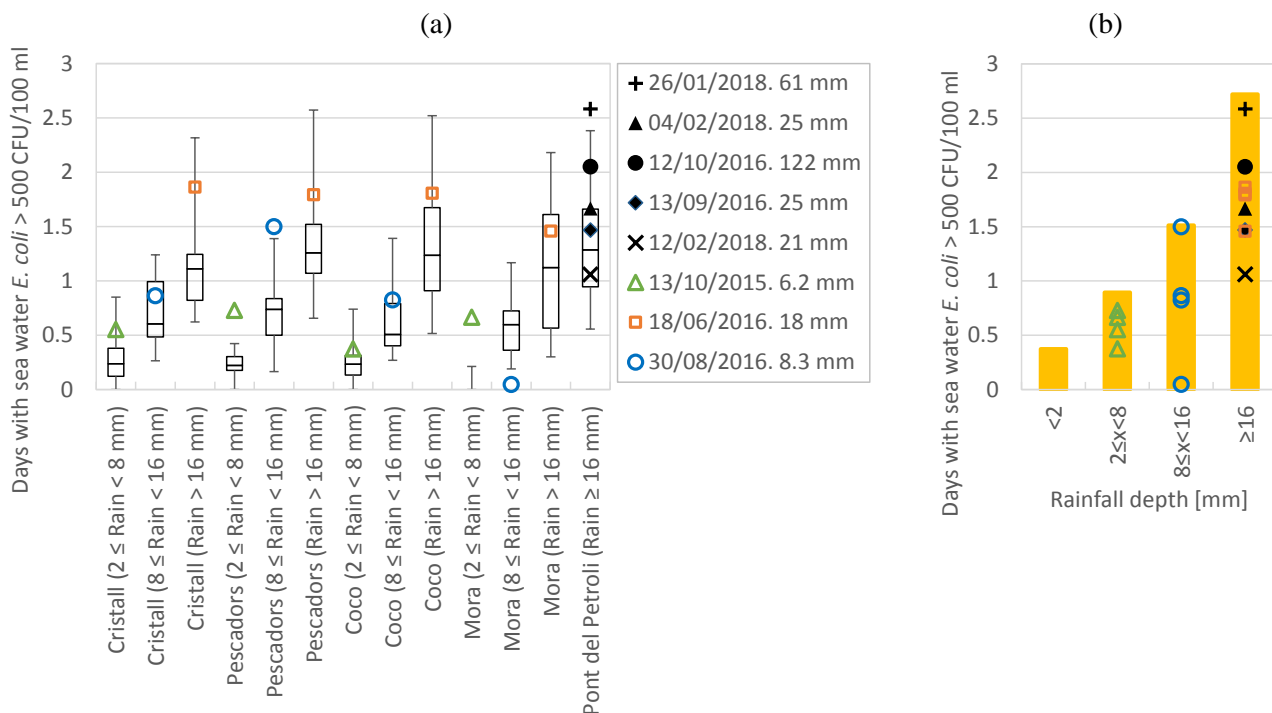 (a)
Days with sea water E. coli > 500 CFU/100 ml
3
2.5
2
1.5
1
0.5
0
Cristall (2 ≤ Rain < 8 mm)
Cristall (8 ≤ Rain < 16 mm)
Cristall (Rain > 16 mm)
Pescadors (2 ≤ Rain < 8 mm)
Pescadors (8 ≤ Rain < 16 mm)
Pescadors (Rain > 16 mm)
Coco (2 ≤ Rain < 8 mm)
Coco (8 ≤ Rain < 16 mm)
Coco (Rain > 16 mm)
Mora (2 ≤ Rain < 8 mm)
Mora (8 ≤ Rain < 16 mm)
Mora (Rain > 16 mm)
Pont del Petroli (Rain ≥ 16 mm)
26/01/2018. 61 mm
04/02/2018. 25 mm
12/10/2016. 122 mm
13/09/2016. 25 mm
12/02/2018. 21 mm
13/10/2015. 6.2 mm
18/06/2016. 18 mm
30/08/2016. 8.3 mm
(b)
Days with sea water E. coli > 500 CFU/100 ml
3
2.5
2
1.5
1
0.5
0
<2
2≤x<8
8≤x<16
≥16
Rainfall depth [mm]